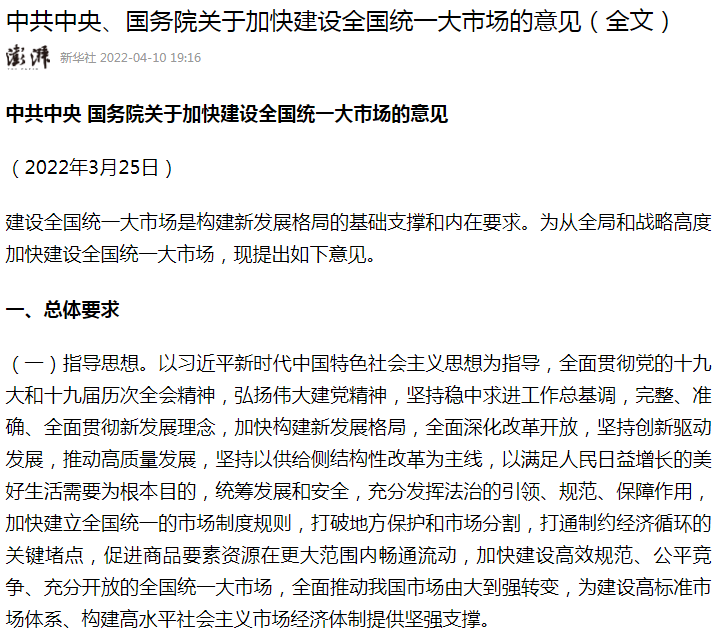 中共中央、国务院关于加快建设全国统一大市场的意见（全文）
澎湃 新华社 2022-04-10 19:16
中共中央 国务院关于加快建设全国统一大市场的意见
（2022年3月25日）
建设全国统一大市场是构建新发展格局的基础支撑和内在要求。为从全局和战略高度
加快建设全国统一大市场，现提出如下意见。
一、总体要求
（一）指导思想。以习近平新时代中国特色社会主义思想为指导，全面贯彻党的十九
大和十九届历次全会精神，弘扬伟大建党精神，坚持稳中求进工作总基调，完整、准
确、全面贯彻新发展理念，加快构建新发展格局，全面深化改革开放，坚持创新驱动
发展，推动高质量发展，坚持以供给侧结构性改革为主线，以满足人民日益增长的美
好生活需要为根本目的，统筹发展和安全，充分发挥法治的引领、规范、保障作用，
加快建立全国统一的市场制度规则，打破地方保护和市场分割，打通制约经济循环的
关键堵点，促进商品要素资源在更大范围内畅通流动，加快建设高效规范、公平竞
争、充分开放的全国统一大市场，全面推动我国市场由大到强转变，为建设高标准市
场体系、构建高水平社会主义市场经济体制提供坚强支撑。